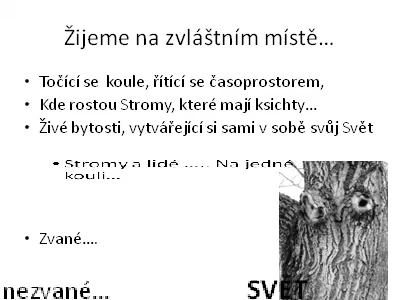 Žijeme na zvláštním místě…
• Točící se koule, řítící se časoprostorem,
• Kde rostou Stromy, které mají ksichty…
• Živé bytosti, vytvářející si sami v sobě svůj Svět
• Stromy a lidé ….. Na jedné
kouli…
• Zvané….
nezvané… SVĚT